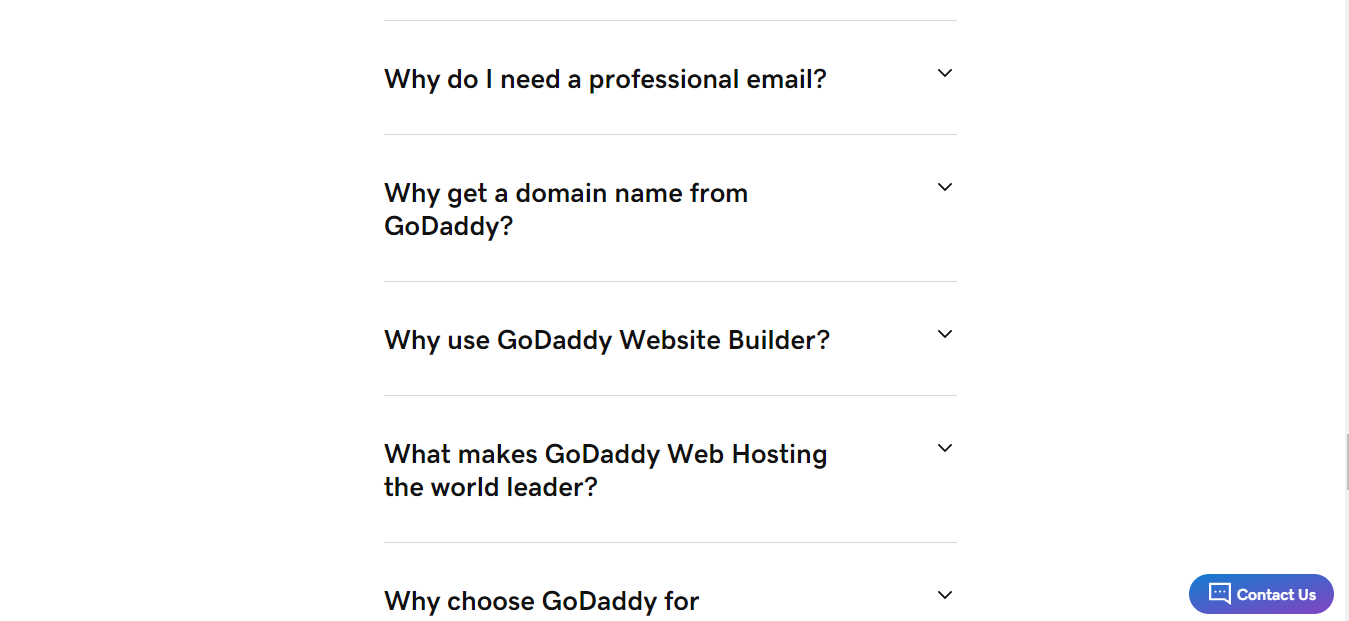 Why do I need a professional email?
Why get a domain name from
GoDaddy?
Why use GoDaddy Website Builder?
What makes GoDaddy Web Hosting
the world leader?
Why choose GoDaddy for
Contact Us